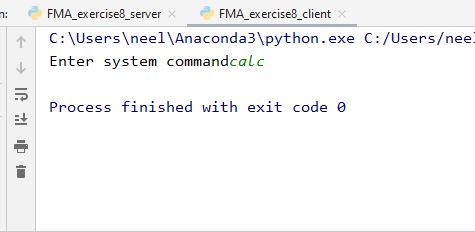 n:
FMA_exercise8_server ×
FMA_exercise8_client ×
C:\Users\neel\Anaconda3\python.exe C:/Users/neel
Enter system commandcalc
Process finished with exit code 0